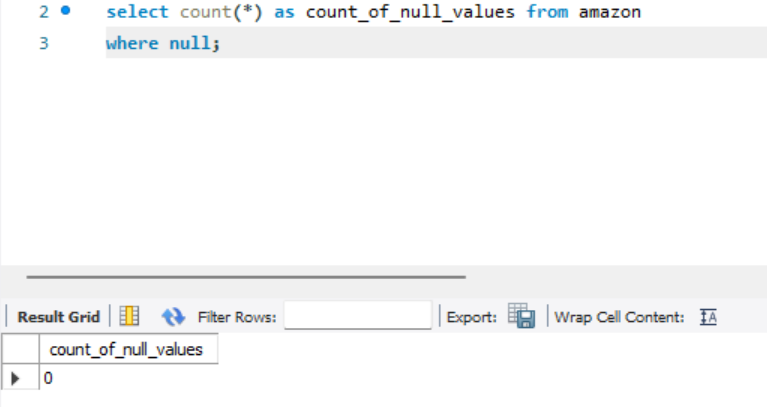 2 select count(*) as count_of_null_values from amazon
3 where null;
Result Grid Filter Rows: Export: Wrap Cell Content:
count_of_null_values
0